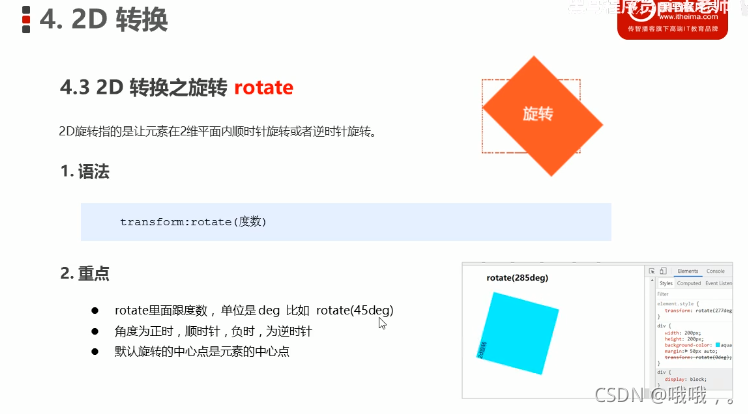 4. 2D 转换
www.itheima.com
传智播客旗下高端IT教育品牌
4.3 2D 转换之旋转 rotate
旋转
2D旋转指的是让元素在2维平面内顺时针旋转或者逆时针旋转。
1. 语法
transform:rotate(度数)
2. 重点
rotate里面跟度数，单位是 deg 比如 rotate(45deg)
角度为正时，顺时针，负时，为逆时针
默认旋转的中心点是元素的中心点
rotate(285deg)
Elements Console
Styles Computed Event Listen
Filter
element.style {
transform: rotate(277deg
}
div {
width: 200px;
height: 200px;
background-color: aqua
margin: 50px auto;
transform: rotate(0deg)
}
div {
display: block;
CSDN @哦哦，。